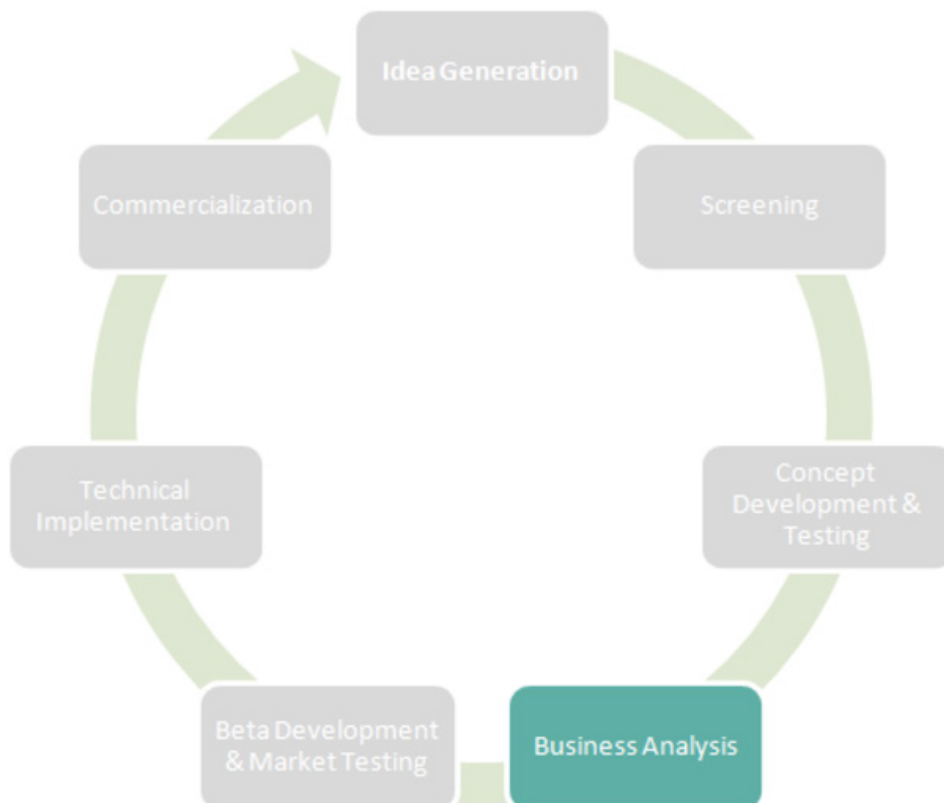 Idea Generation
Screening
Concept
Development &
Testing
Business Analysis
Beta Development
& Market Testing
Technical
Implementation
Commercialization